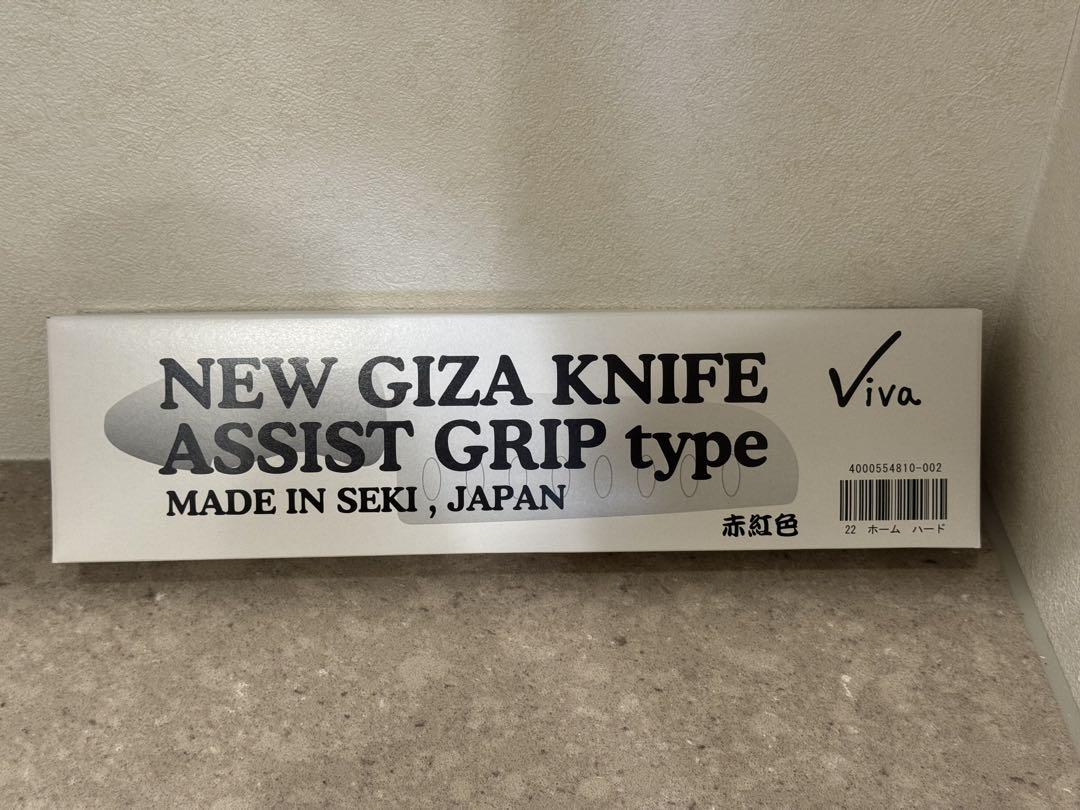 NEW GIZA KNIFE
ASSIST GRIP type
MADE IN SEKI , JAPAN
赤紅色
Viva
4000554810-002
22 ホーム ハード